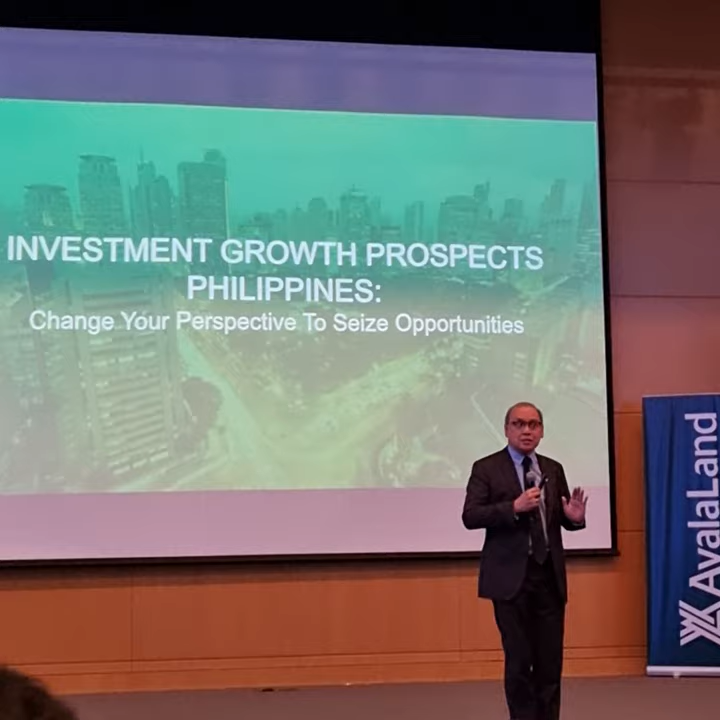 INVESTMENT GROWTH PROSPECTS
PHILIPPINES:
Change Your Perspective To Seize Opportunities
AyalaLand